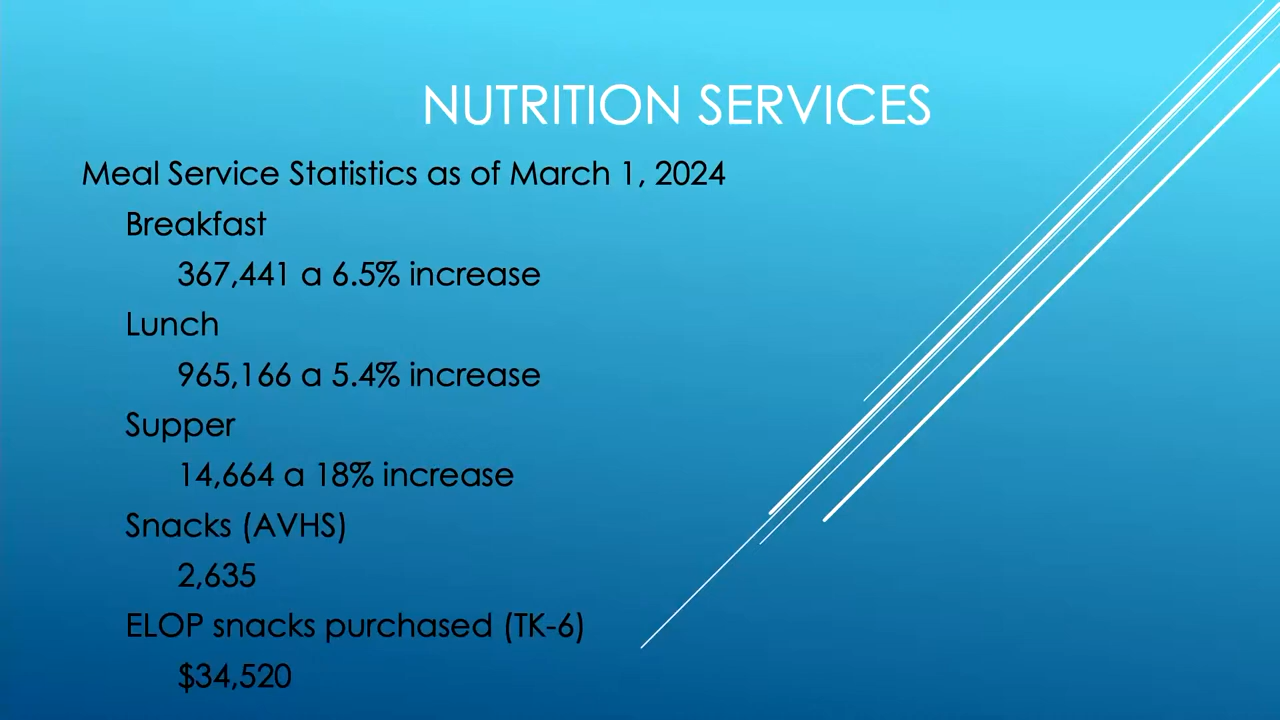 NUTRITION SERVICES
Meal Service Statistics as of March 1, 2024
Breakfast
367,441 a 6.5% increase
Lunch
965,166 a 5.4% increase
Supper
14,664 a 18% increase
Snacks (AVHS)
2,635
ELOP snacks purchased (TK-6)
$34,520